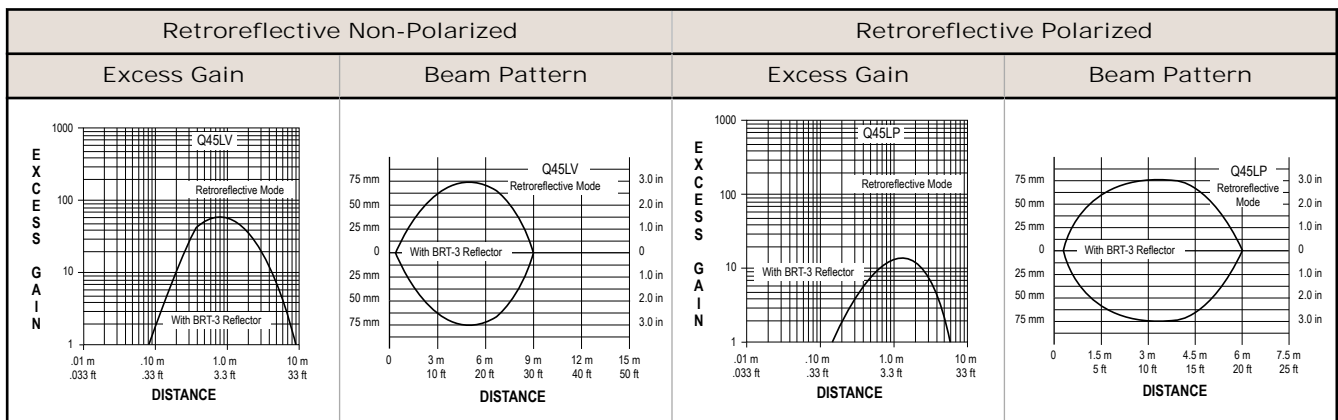 Retroreflective Non-Polarized
Retroreflective Polarized
Excess Gain
Beam Pattern
Excess Gain
Beam Pattern
EXCESS GAIN
1000
100
10
1
Q45LV
Retroreflective Mode
With BRT-3 Reflector
.01 m .10 m 1.0 m 10 m
.033 ft .33 ft 3.3 ft 33 ft
DISTANCE
75 mm
50 mm
25 mm
0
25 mm
50 mm
75 mm
Q45LV
Retroreflective Mode
With BRT-3 Reflector
3.0 in
2.0 in
1.0 in
0
1.0 in
2.0 in
3.0 in
0 3 m 6 m 9 m 12 m 15 m
10 ft 20 ft 30 ft 40 ft 50 ft
DISTANCE
EXCESS GAIN
1000
100
10
1
Q45LP
Retroreflective Mode
With BRT-3 Reflector
.01 m .10 m 1.0 m 10 m
.033 ft .33 ft 3.3 ft 33 ft
DISTANCE
75 mm
50 mm
25 mm
0
25 mm
50 mm
75 mm
Q45LP
Retroreflective
Mode
With BRT-3 Reflector
3.0 in
2.0 in
1.0 in
0
1.0 in
2.0 in
3.0 in
0 1.5 m 3 m 4.5 m 6 m 7.5 m
5 ft 10 ft 15 ft 20 ft 25 ft
DISTANCE